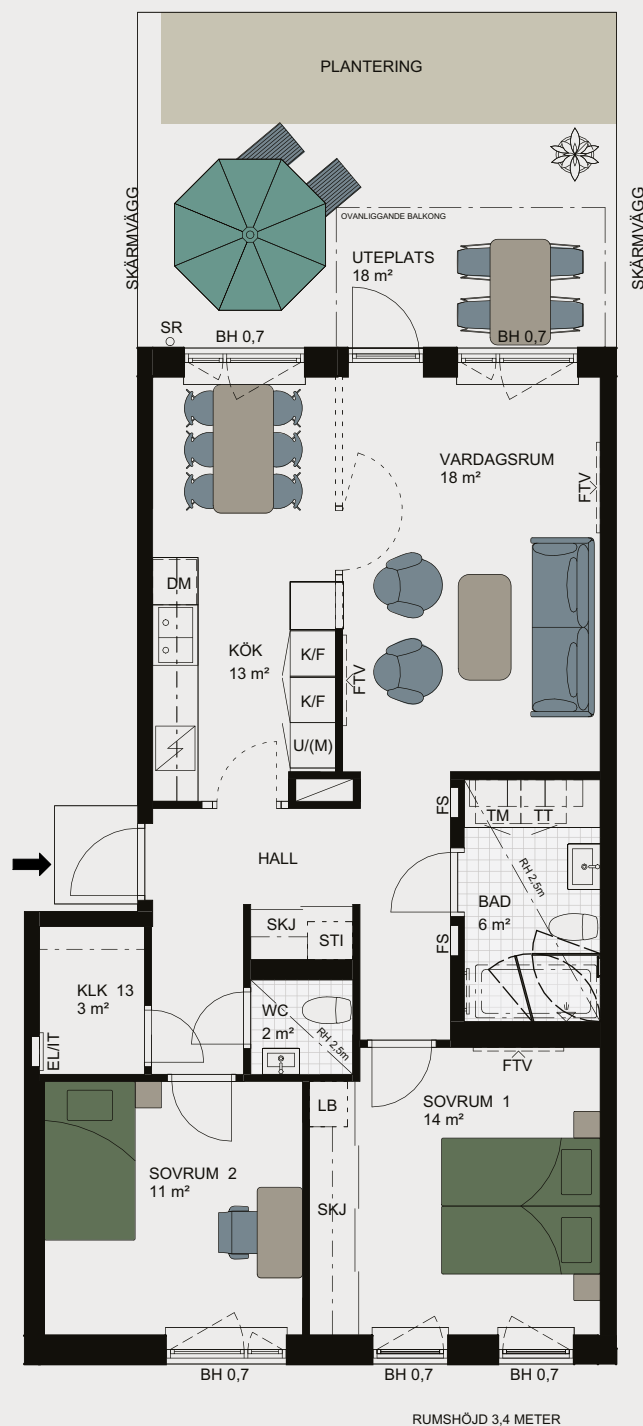 PLANTERING
SKÄRMVÄGG
SKÄRMVÄGG
OVANLIGGANDE BALKONG
UTEPLATS
18 m²
SR
BH 0,7
BH 0,7
VARDAGSRUM
18 m²
FTV
DM
KÖK
13 m²
K/F
K/F
U/(M)
FTV
HALL
FS
TM
TT
RH 2,5m
BAD
6 m²
FS
SKJ
STI
KLK 13
3 m²
EL/IT
WC
2 m²
RH 2,5m
FTV
LB
SOVRUM 1
14 m²
SOVRUM 2
11 m²
SKJ
BH 0,7
BH 0,7
BH 0,7
RUMSHÖJD 3,4 METER